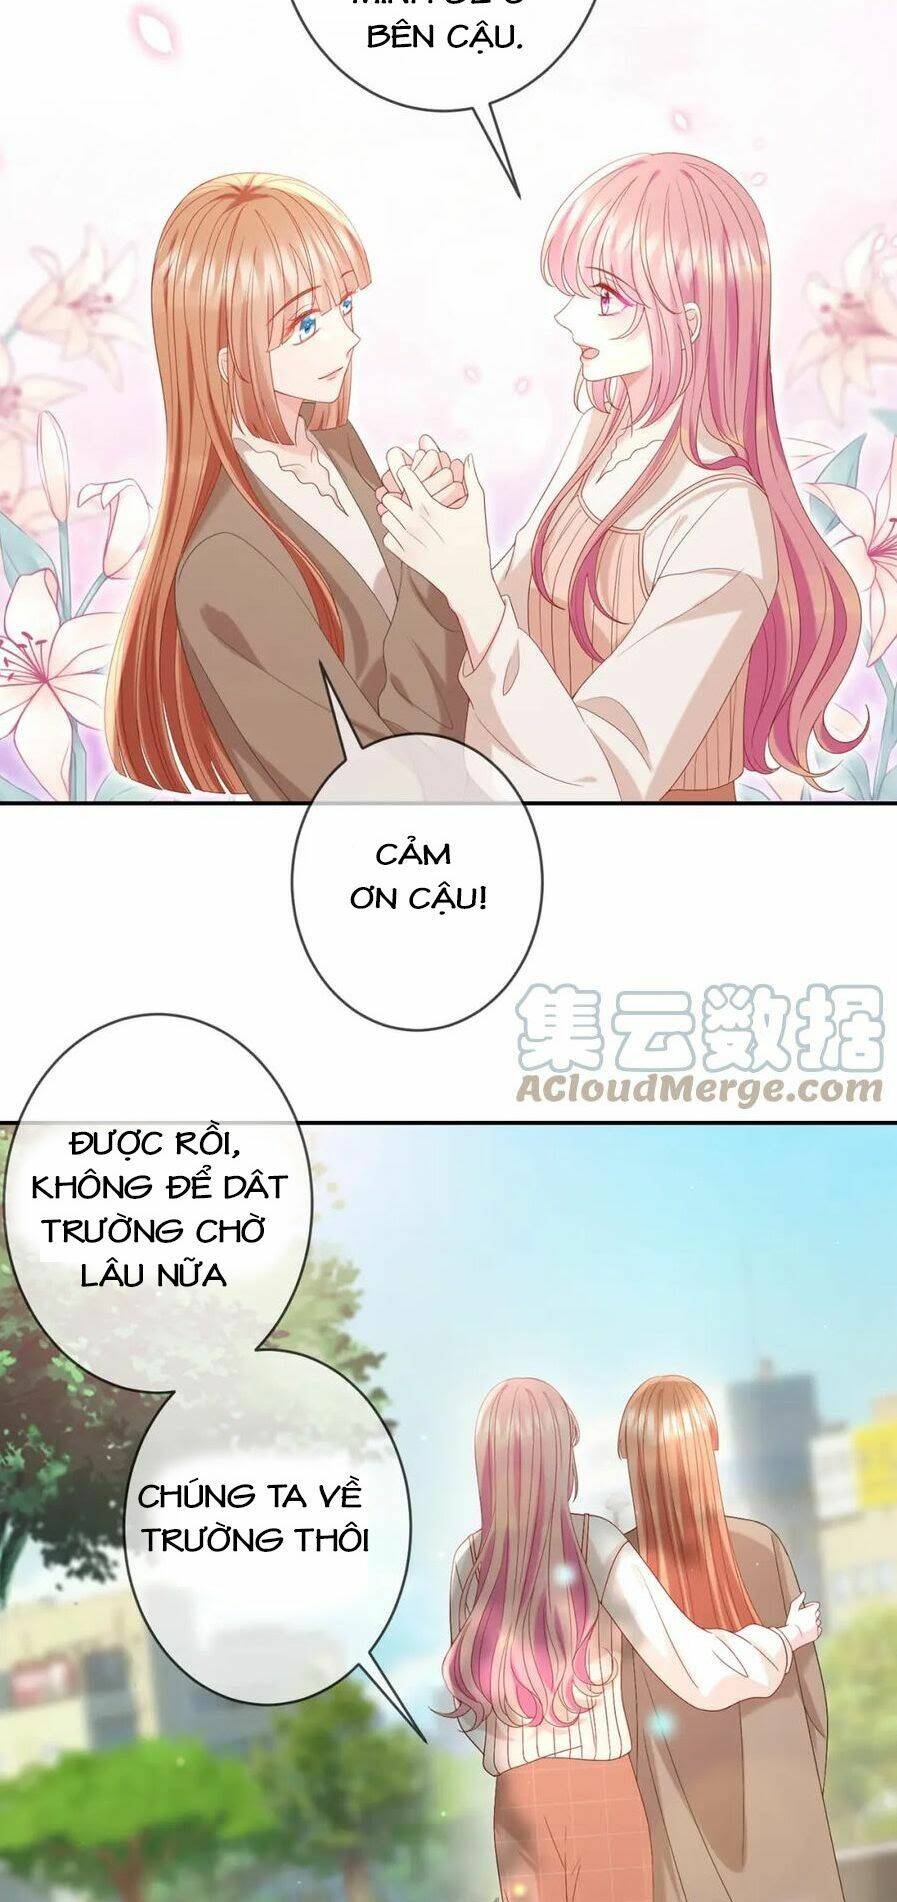 BÊN CẬU.
CẢM
ƠN CẬU!
集云数据
ACloudMerge.com
ĐƯỢC RỒI,
KHÔNG ĐỂ DÂT
TRƯỜNG CHỜ
LÂU NỮA
CHÚNG TA VỀ
TRƯỜNG THÔI